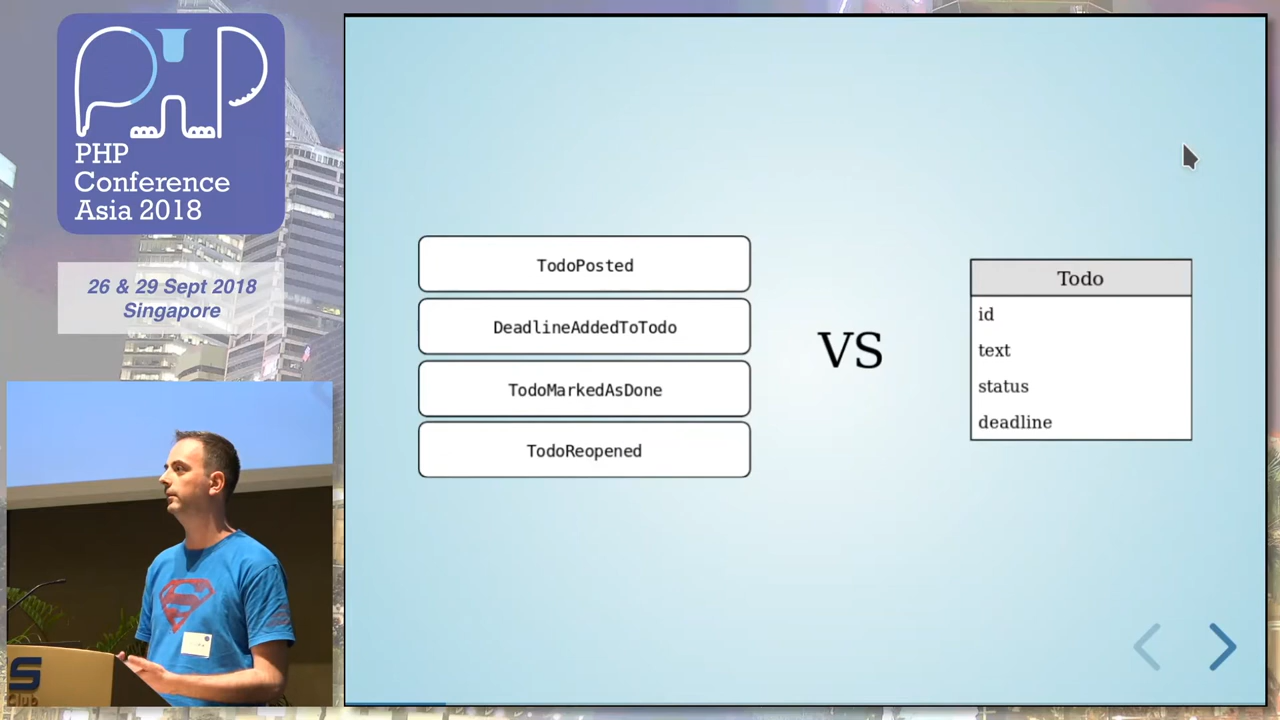 PHP
Conference
Asia 2018
26 & 29 Sept 2018
Singapore
S
Club
TodoPosted
DeadlineAddedToTodo
TodoMarkedAsDone
TodoReopened
VS
Todo
id
text
status
deadline